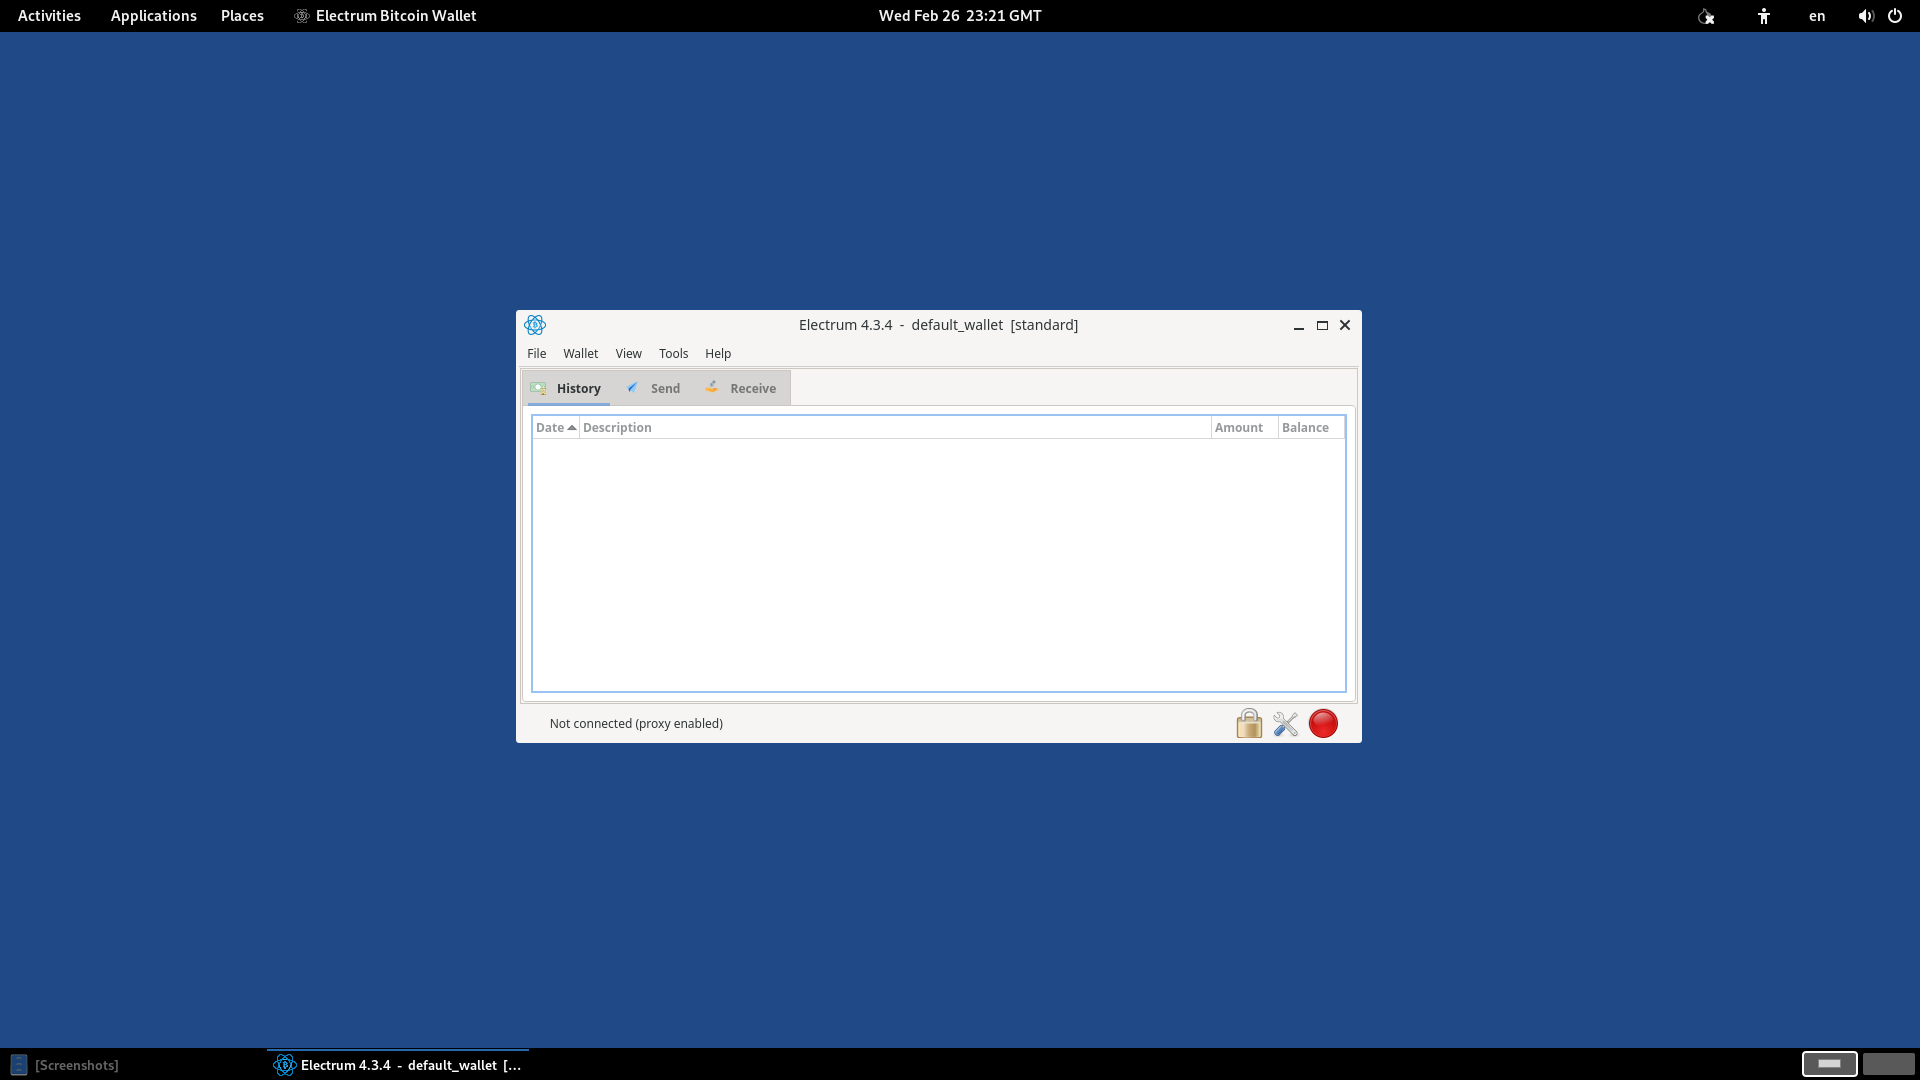 Activities Applications Places Electrum Bitcoin Wallet Wed Feb 26 23:21 GMT en
Electrum 4.3.4 - default_wallet [standard]
File Wallet View Tools Help
History Send Receive
Date Description Amount Balance
Not connected (proxy enabled)
[Screenshots] Electrum 4.3.4 - default_wallet [...